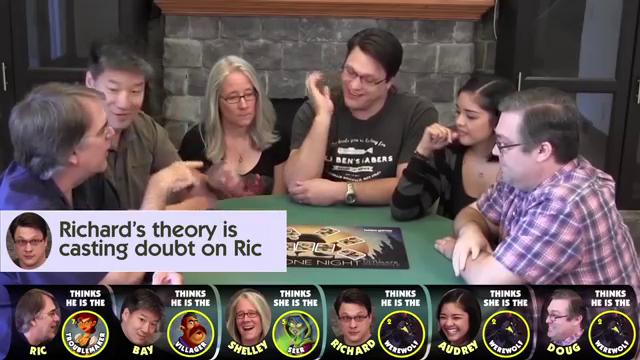 Richard's theory is
casting doubt on Ric
ONE NIGHT
Ultimate
THINKS
HE IS THE
TROUBLEMAKER
RIC
THINKS
HE IS THE
VILLAGER
BAY
THINKS
SHE IS THE
SEER
SHELLEY
THINKS
HE IS THE
WEREWOLF
RICHARD
THINKS
SHE IS THE
WEREWOLF
AUDREY
THINKS
HE IS THE
WEREWOLF
DOUG